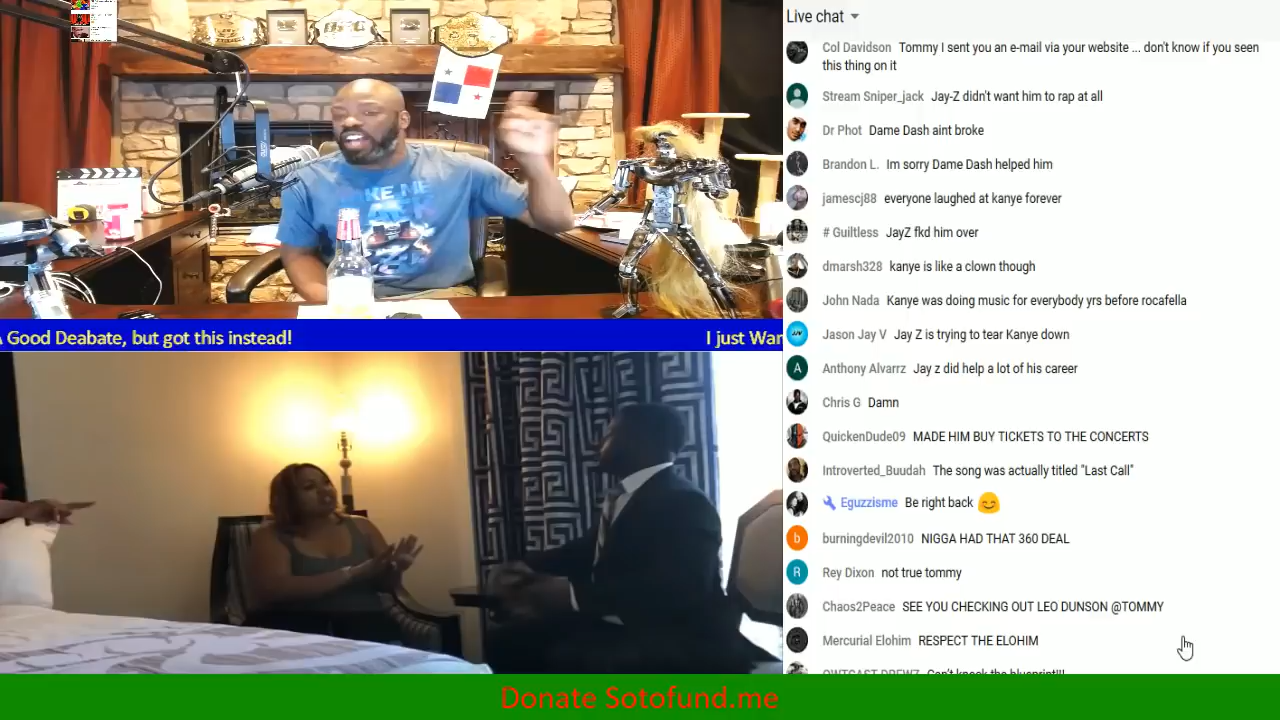 Live chat
Col Davidson Tommy I sent you an e-mail via your website ... don't know if you seen
this thing on it
Stream Sniper_jack Jay-Z didn't want him to rap at all
Dr Phot Dame Dash aint broke
Brandon L. Im sorry Dame Dash helped him
jamescj88 everyone laughed at kanye forever
# Guiltless JayZ fkd him over
dmarsh328 kanye is like a clown though
John Nada Kanye was doing music for everybody yrs before rocafella
Jason Jay V Jay Z is trying to tear Kanye down
A Anthony Alvarrz Jay z did help a lot of his career
Chris G Damn
QuickenDude09 MADE HIM BUY TICKETS TO THE CONCERTS
Introverted_Buudah The song was actually titled "Last Call"
Eguzzisme Be right back 😊
b burningdevil2010 NIGGA HAD THAT 360 DEAL
R Rey Dixon not true tommy
Chaos2Peace SEE YOU CHECKING OUT LEO DUNSON @TOMMY
Mercurial Elohim RESPECT THE ELOHIM
A Good Deabate, but got this instead! I just War
Donate Sotofund.me